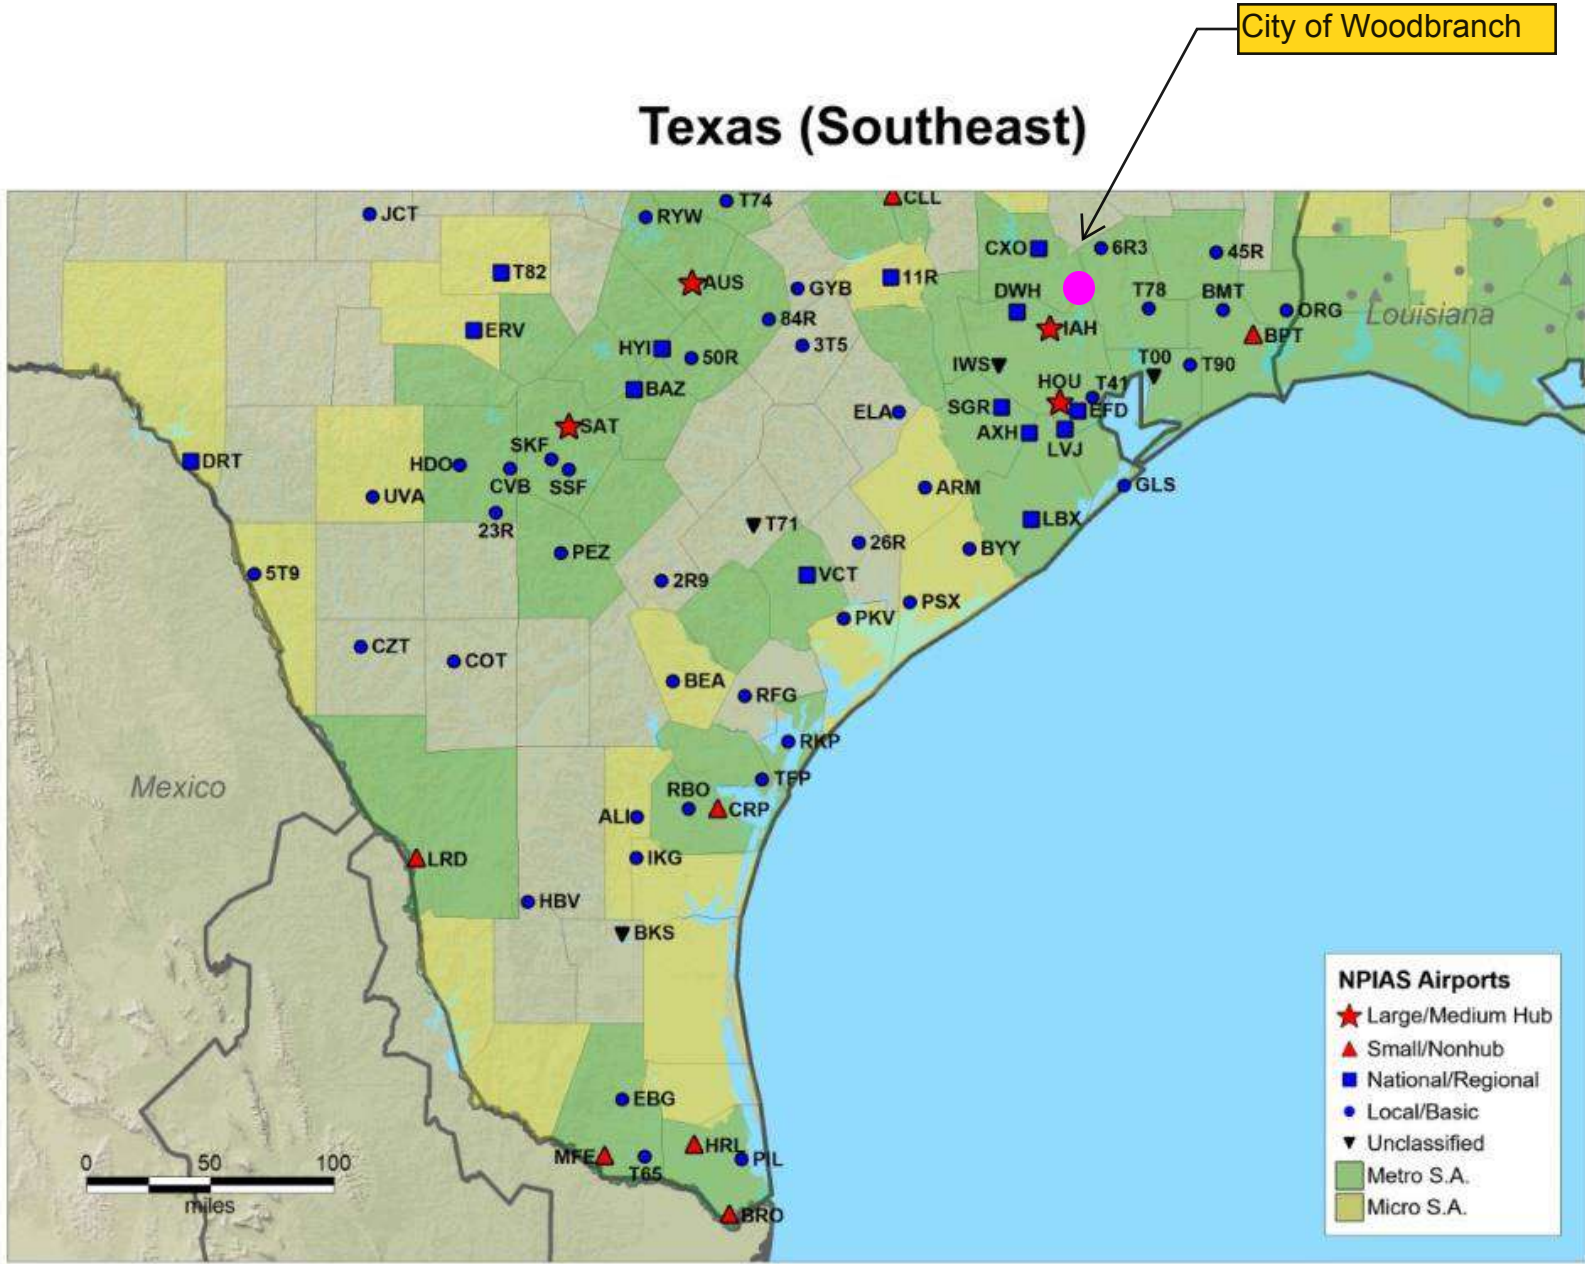 City of Woodbranch
Texas (Southeast)
JCT
RYW
T74
CLL
CXO
6R3
45R
T82
AUS
GYB
11R
DWH
T78
BMT
ORG
Louisiana
ERV
84R
IAH
BPT
HYI
50R
3T5
IWS
T00
T90
BAZ
HOU
T41
SAT
ELA
SGR
EFD
AXH
LVJ
DRT
HDO
SKF
CVB
SSF
UVA
ARM
GLS
23R
T71
LBX
PEZ
26R
BYY
5T9
2R9
VCT
PKV
PSX
CZT
COT
BEA
RFG
RKP
Mexico
TFP
RBO
ALI
CRP
LRD
IKG
HBV
BKS
NPIAS Airports
Large/Medium Hub
Small/Nonhub
National/Regional
Local/Basic
Unclassified
Metro S.A.
Micro S.A.
EBG
MFE
T65
HRL
PIL
BRO
0 50 100
miles